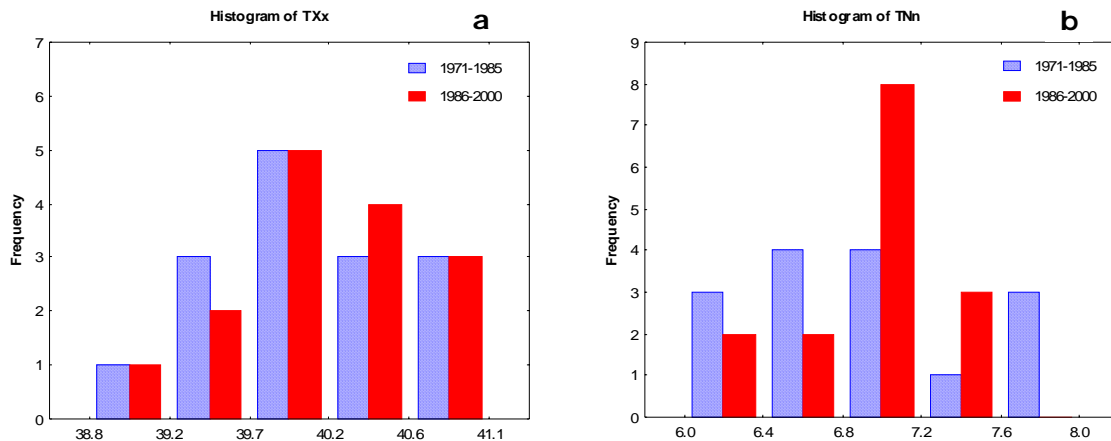 Histogram of TXx
a
7
6
5
4
3
2
1
0
Frequency
1971-1985
1986-2000
38.8 39.2 39.7 40.2 40.6 41.1
Histogram of TNn
b
9
8
7
6
5
4
3
2
1
0
Frequency
1971-1985
1986-2000
6.0 6.4 6.8 7.2 7.6 8.0